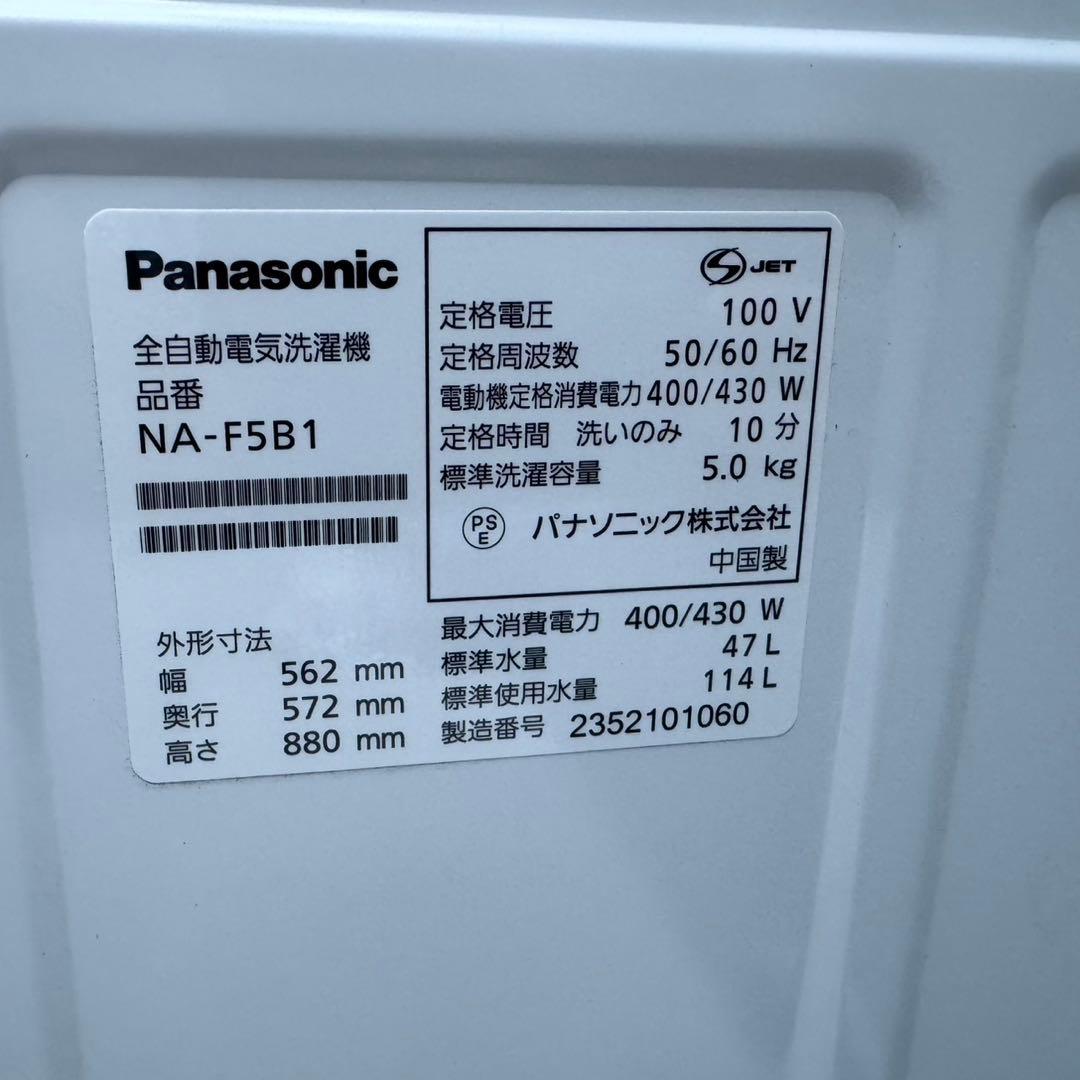 Panasonic
全自動電気洗濯機
品番
NA-F5B1
外形寸法
幅 562 mm
奥行 572 mm
高さ 880 mm
JET
定格電圧 100 V
定格周波数 50/60 Hz
電動機定格消費電力 400/430 W
定格時間 洗いのみ 10 分
標準洗濯容量 5.0 kg
PS
E
パナソニック株式会社
中国製
最大消費電力 400/430 W
標準水量 47 L
標準使用水量 114 L
製造番号 2352101060